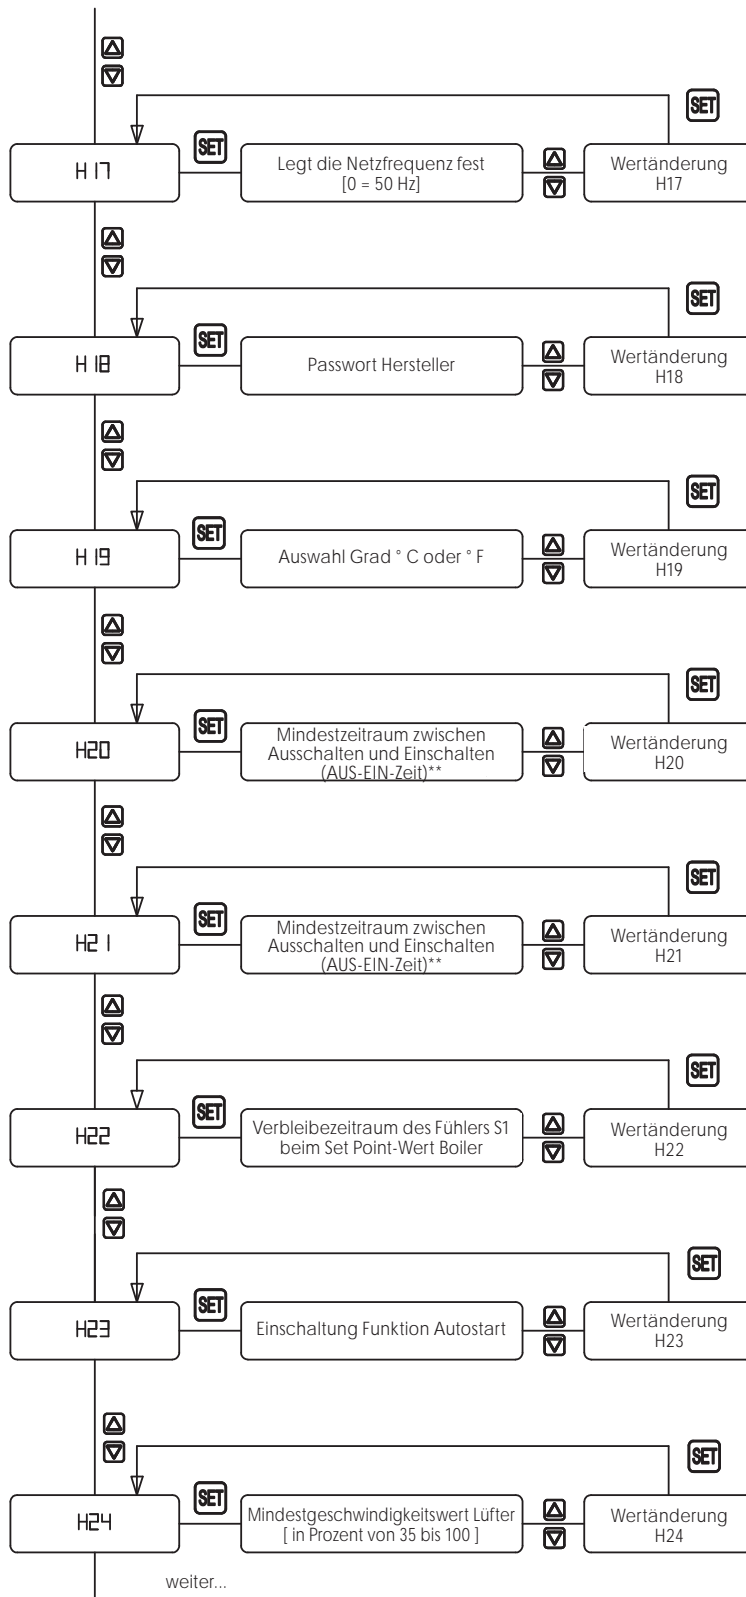 SET
H17
SET
Legt die Netzfrequenz fest
[0 = 50 Hz]
Wertänderung
H17
SET
H18
SET
Passwort Hersteller
Wertänderung
H18
SET
H19
SET
Auswahl Grad ° C oder ° F
Wertänderung
H19
SET
H20
SET
Mindestzeitraum zwischen
Ausschalten und Einschalten
(AUS-EIN-Zeit)**
Wertänderung
H20
SET
H21
SET
Mindestzeitraum zwischen
Ausschalten und Einschalten
(AUS-EIN-Zeit)**
Wertänderung
H21
SET
H22
SET
Verbleibezeitraum des Fühlers S1
beim Set Point-Wert Boiler
Wertänderung
H22
SET
H23
SET
Einschaltung Funktion Autostart
Wertänderung
H23
SET
H24
SET
Mindestgeschwindigkeitswert Lüfter
[ in Prozent von 35 bis 100 ]
Wertänderung
H24
weiter...